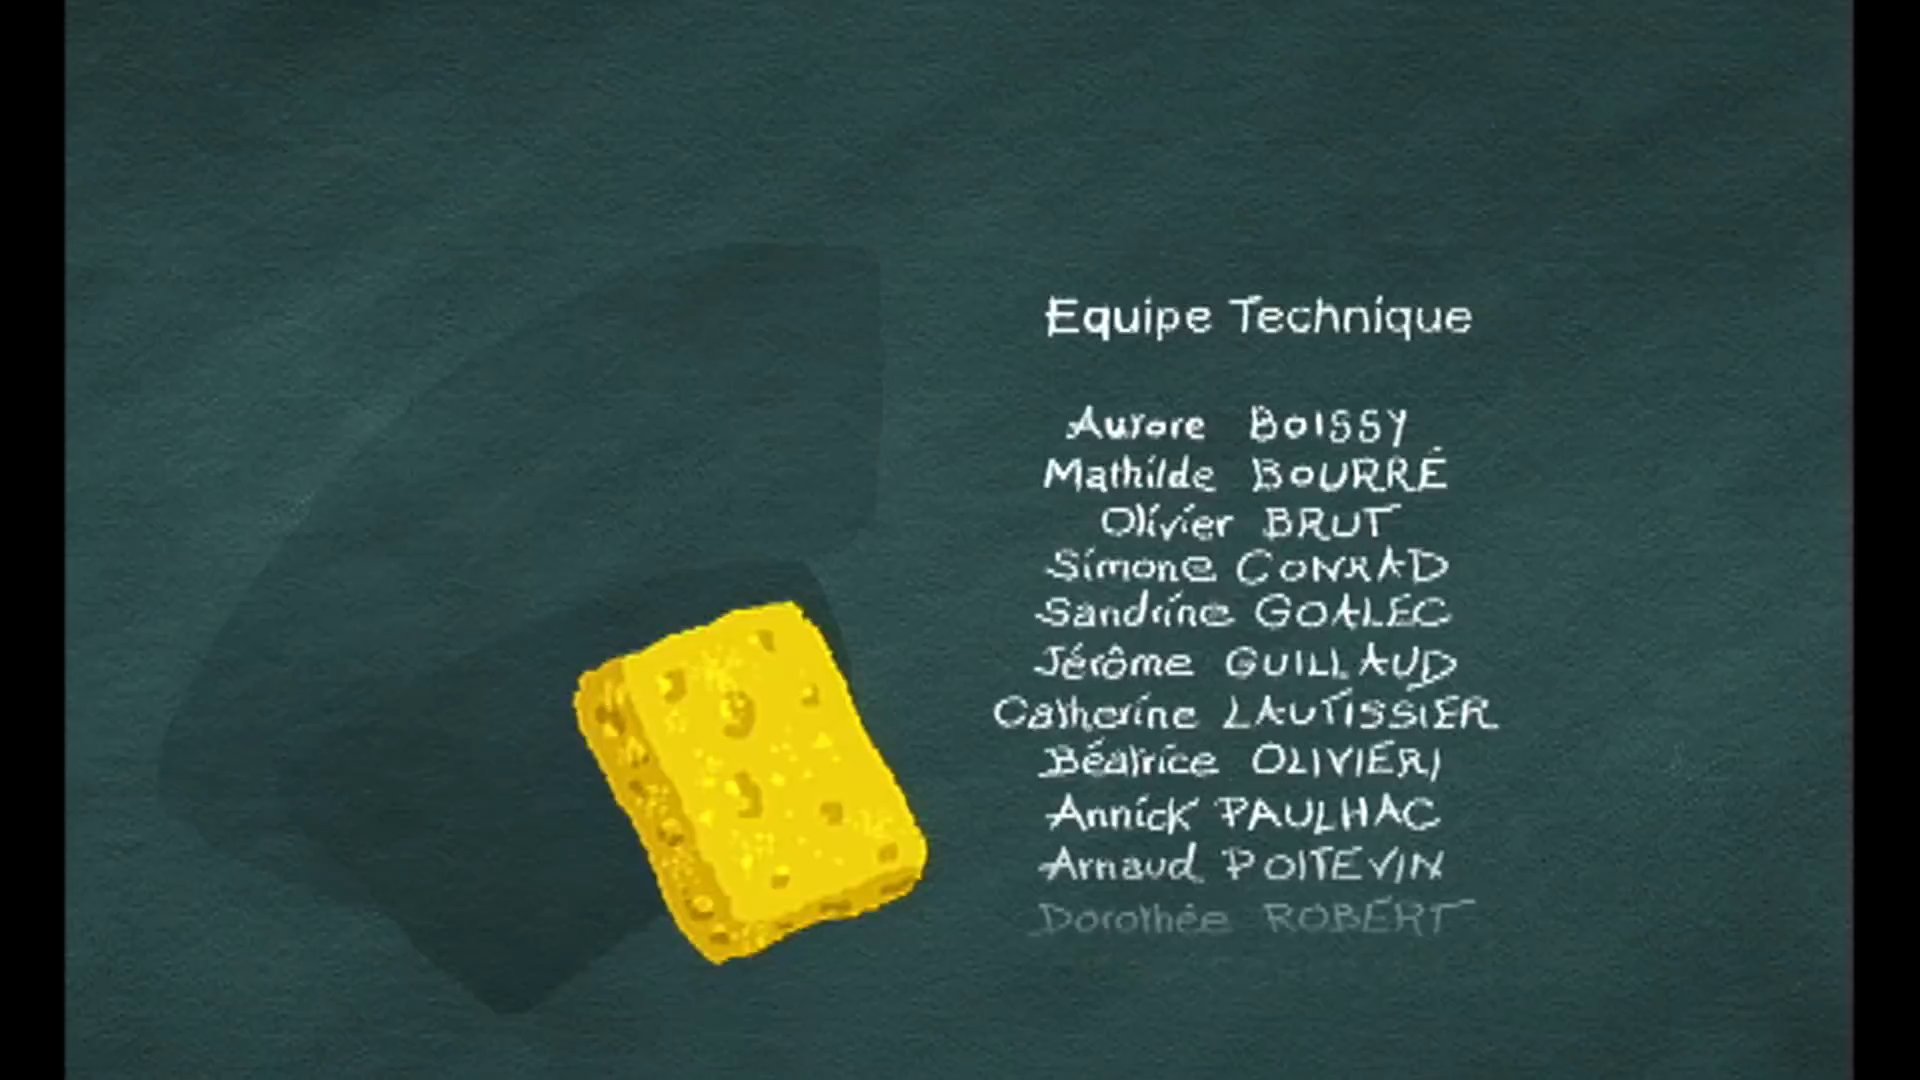 Equipe Technique
Aurore BOISSY
Mathilde BOURRÉ
Olivier BRUT
Simone CONRAD
Sandrine GOALEC
Jérôme GUILLAUD
Catherine LAUTISSIER
Béatrice OLIVIERI
Annick PAULHAC
Arnaud POITEVIN
Dorothée ROBERT